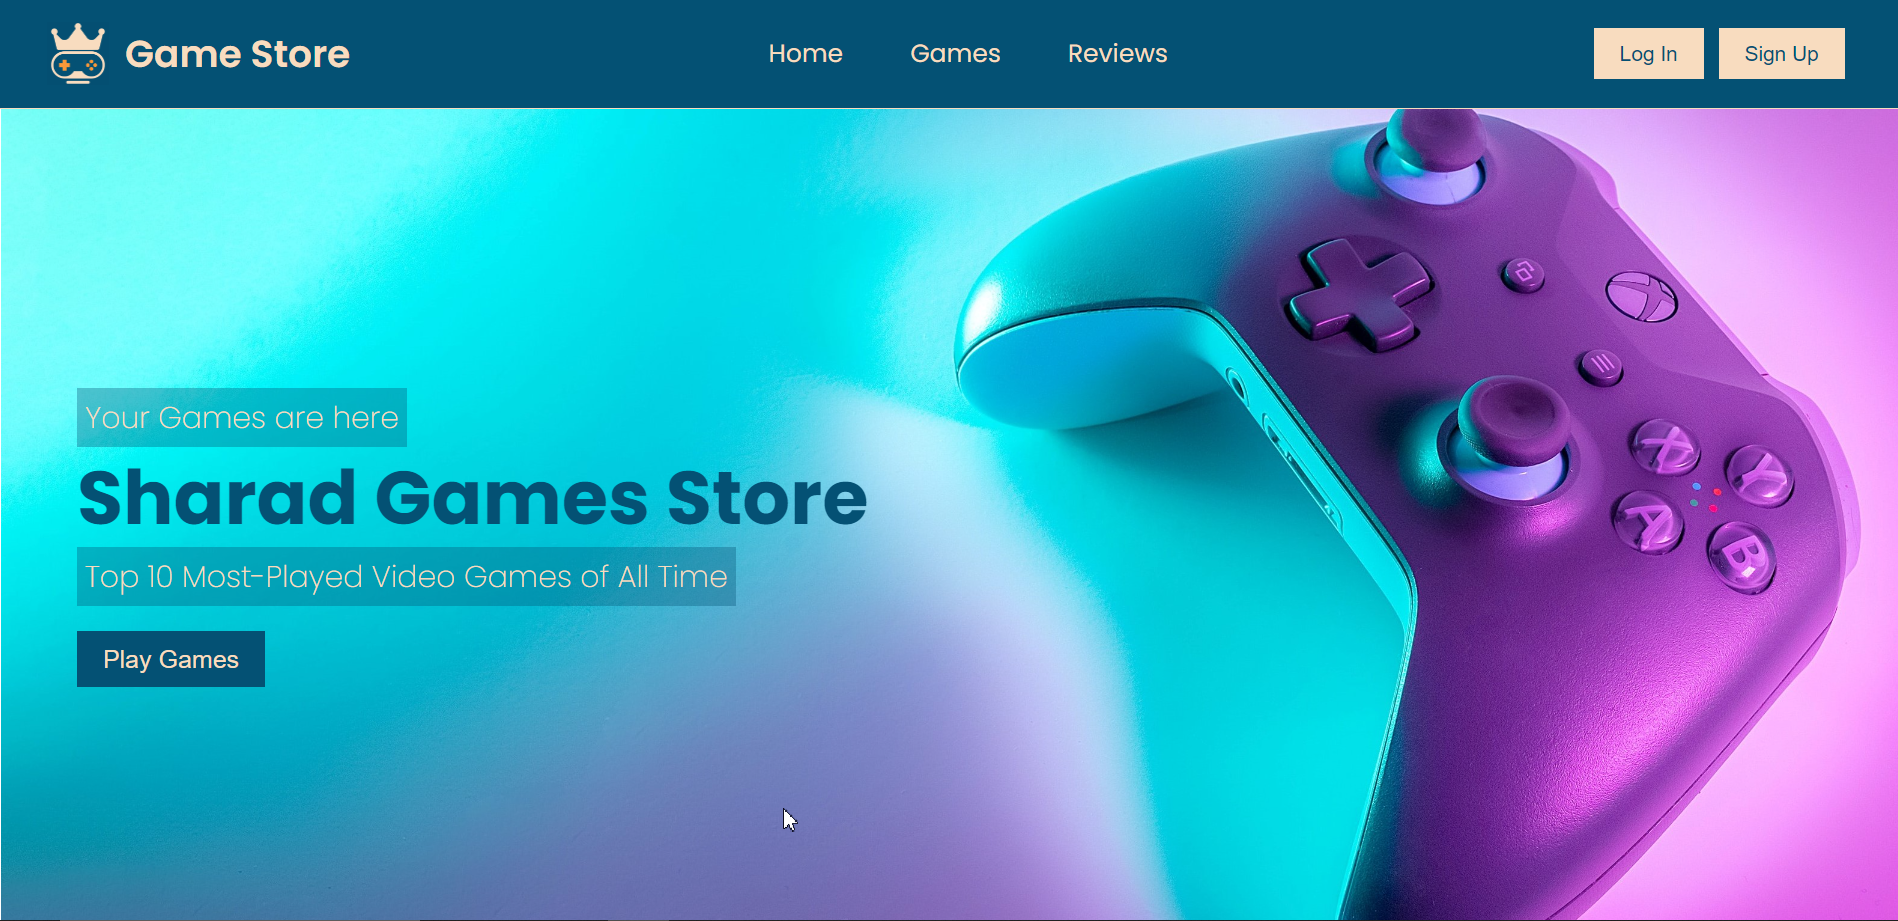 Game Store
Home
Games
Reviews
Log In
Sign Up
Your Games are here
Sharad Games Store
Top 10 Most-Played Video Games of All Time
Play Games
X
Y
A
B